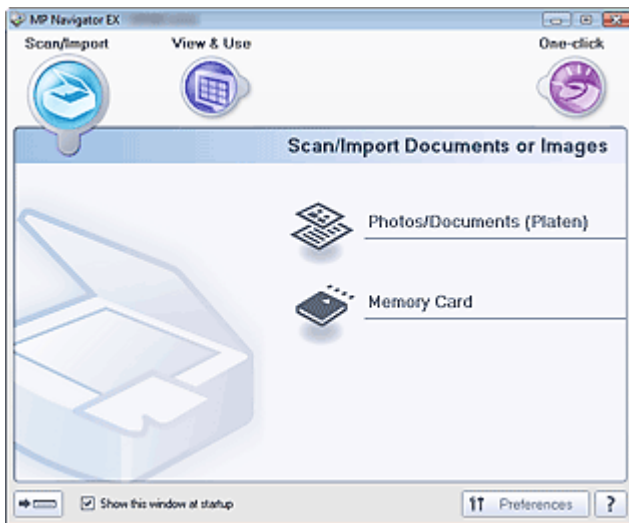 MP Navigator EX
Scan/Import
View & Use
One-click
Scan/Import Documents or Images
Photos/Documents (Platen)
Memory Card
Show this window at startup
Preferences
?